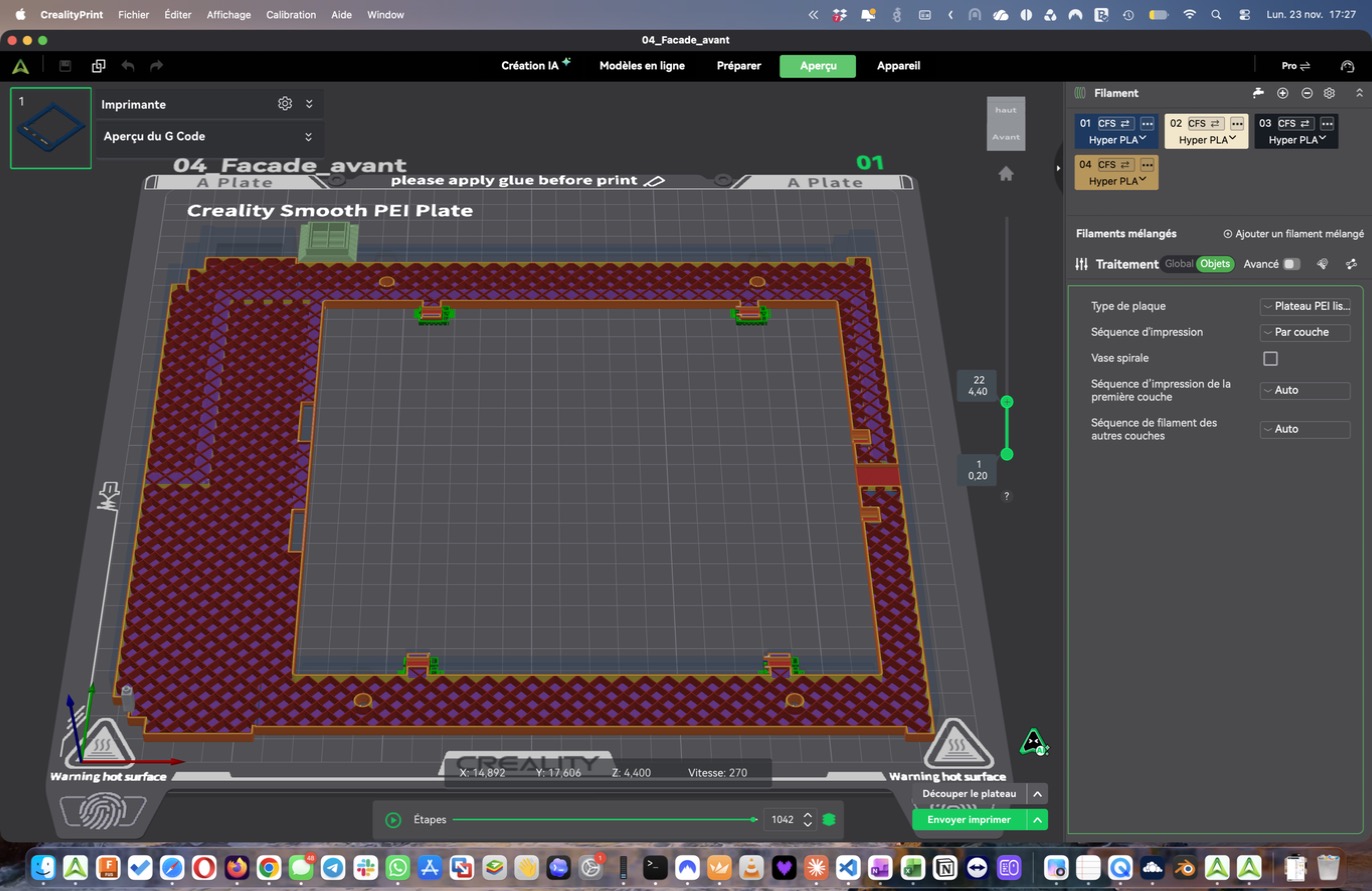 CrealityPrint Fichier Éditer Affichage Calibration Aide Window
7
Lun. 23 nov. 17:27
04_Facade_avant
Création IA Modèles en ligne Préparer Aperçu Appareil Pro
1
Imprimante
Aperçu du G Code
haut
Avant
04_Facade_avant 01
A Plate please apply glue before print A Plate
Creality Smooth PEI Plate
22
4,40
1
0,20
?
Warning hot surface
CREALITY
Warning hot surface
X: 14,892 Y: 17,606 Z: 4,400 Vitesse: 270
Étapes 1042
Découper le plateau
Envoyer imprimer
Filament
01 CFS
Hyper PLA
02 CFS
Hyper PLA
03 CFS
Hyper PLA
04 CFS
Hyper PLA
Filaments mélangés Ajouter un filament mélangé
Traitement Global Objets Avancé
Type de plaque Plateau PEI lis...
Séquence d'impression Par couche
Vase spirale
Séquence d'impression de la
première couche
Auto
Séquence de filament des
autres couches
Auto
48
1